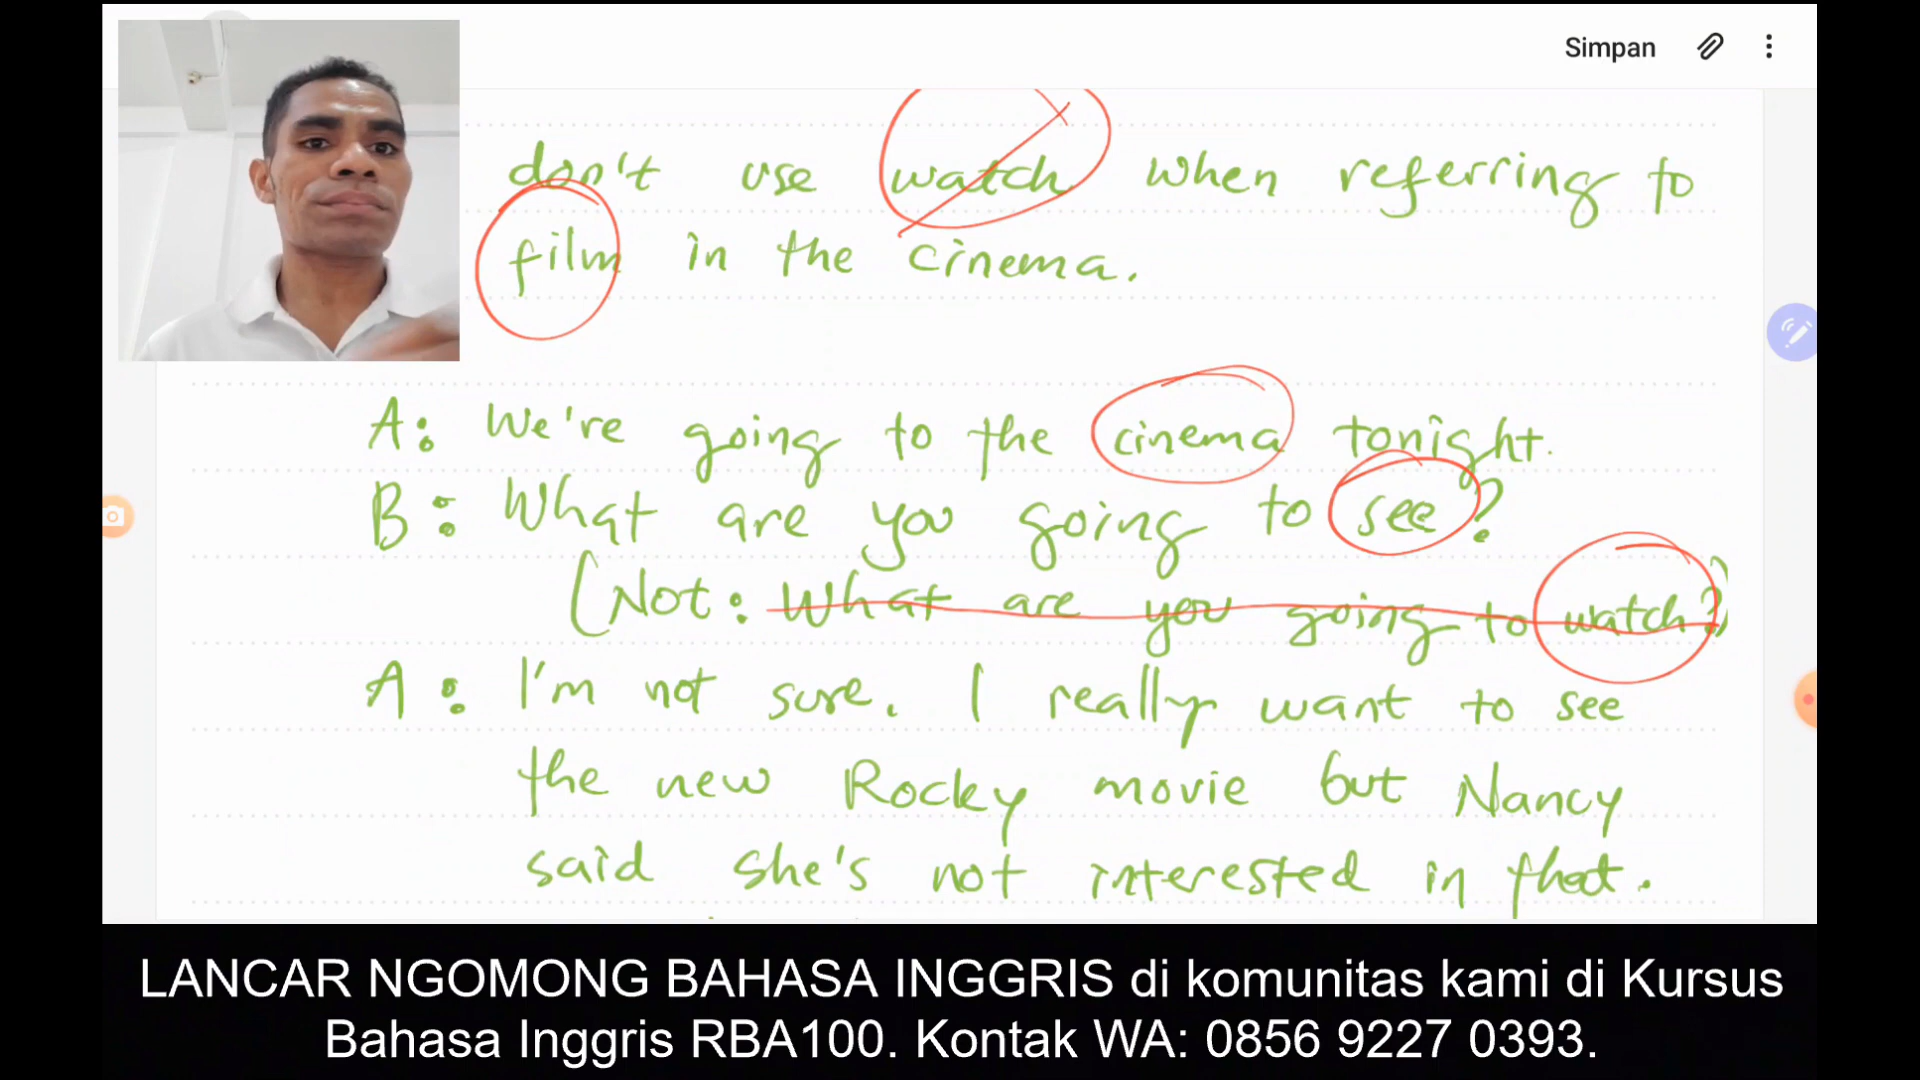 Simpan
don't use watch when referring to
film in the cinema.
A: We're going to the cinema tonight.
B: What are you going to see?
(Not: What are you going to watch?)
A: I'm not sure. I really want to see
the new Rocky movie but Nancy
said she's not interested in that.
LANCAR NGOMONG BAHASA INGGRIS di komunitas kami di Kursus
Bahasa Inggris RBA100. Kontak WA: 0856 9227 0393.